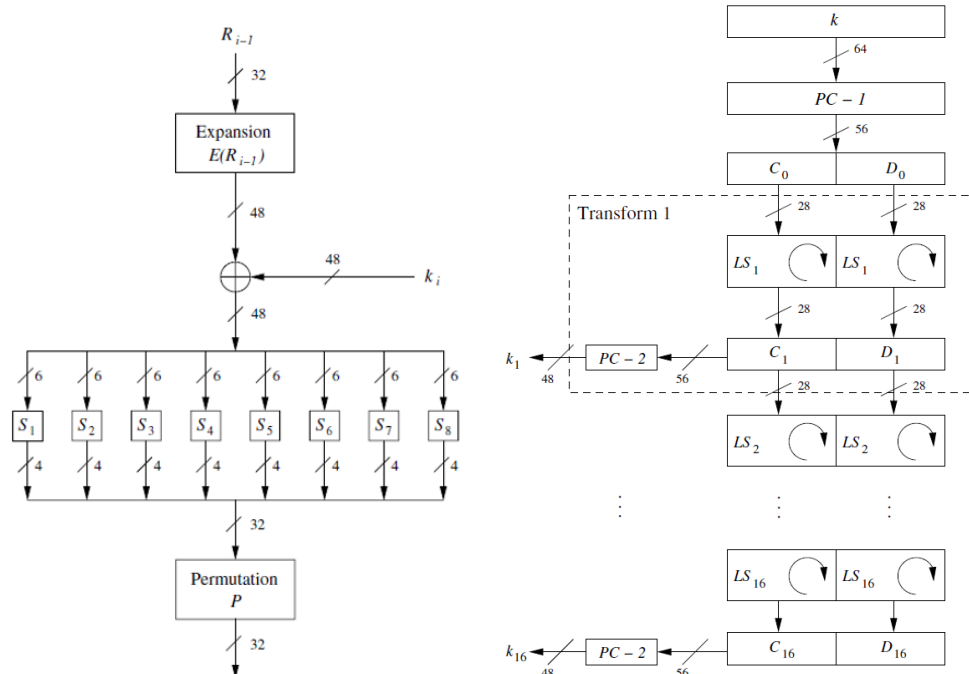 R i-1
32
Expansion
E(R i-1)
48
48
k i
48
6 6 6 6 6 6 6 6
S1 S2 S3 S4 S5 S6 S7 S8
4 4 4 4 4 4 4 4
32
Permutation
P
32
k
64
PC − 1
56
C0 D0
Transform 1
28 28
LS1 LS1
28 28
k1 48 PC − 2 56 C1 D1
28 28
LS2 LS2
LS16 LS16
k16 48 PC − 2 56 C16 D16